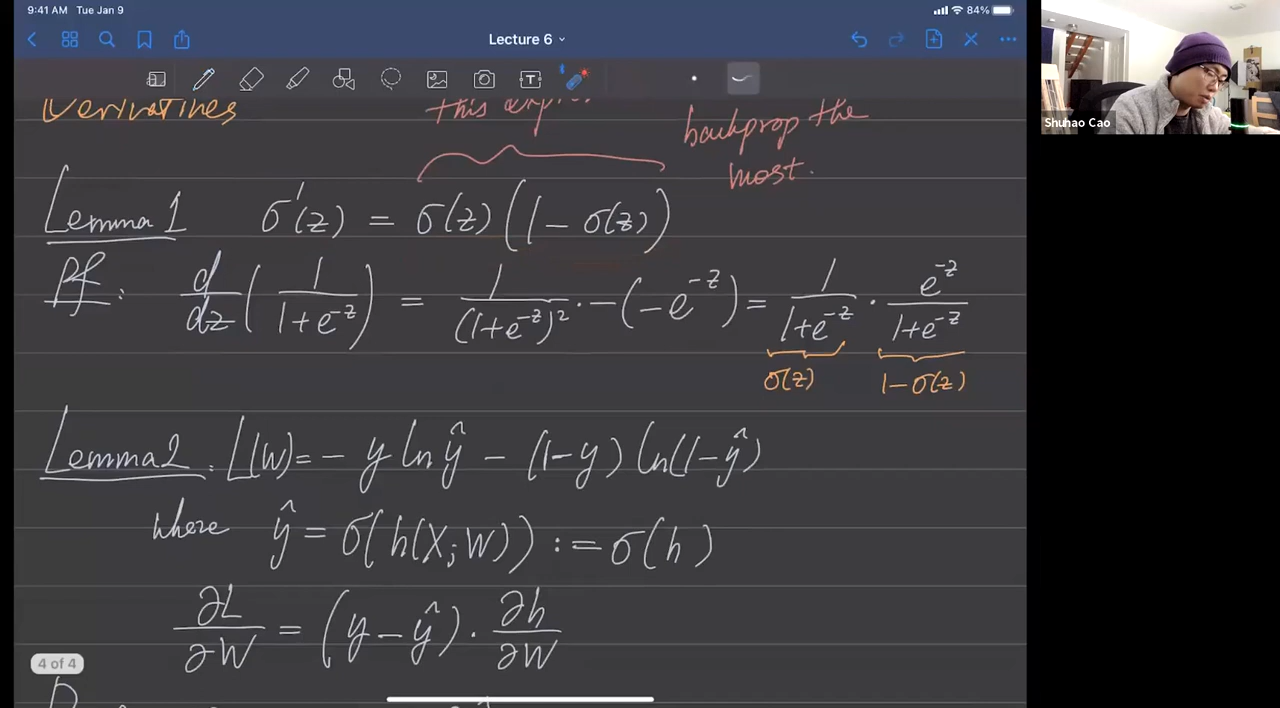 9:41 AM Tue Jan 9
84%
Lecture 6
Shuhao Cao
Derivatives
this
backprop the
most.
Lemma 1 σ'(z) = σ(z)(1 - σ(z))
Pf: d/dz (1/(1+e^{-z})) = 1/(1+e^{-z})^2 · -(-e^{-z}) = 1/(1+e^{-z}) · e^{-z}/(1+e^{-z})
σ(z) 1-σ(z)
Lemma 2: L(W) = - y ln ŷ - (1-y) ln(1-ŷ)
where ŷ = σ(h(X;W)) := σ(h)
∂L/∂W = (y - ŷ) · ∂h/∂W
4 of 4